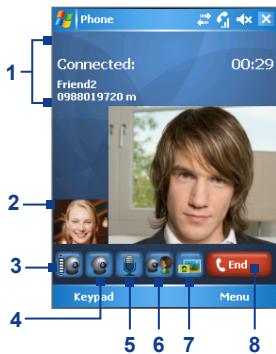 Phone
1
Connected: 00:29
Friend2
0988019720 m
2
3
End
Keypad Menu
4 5 6 7 8